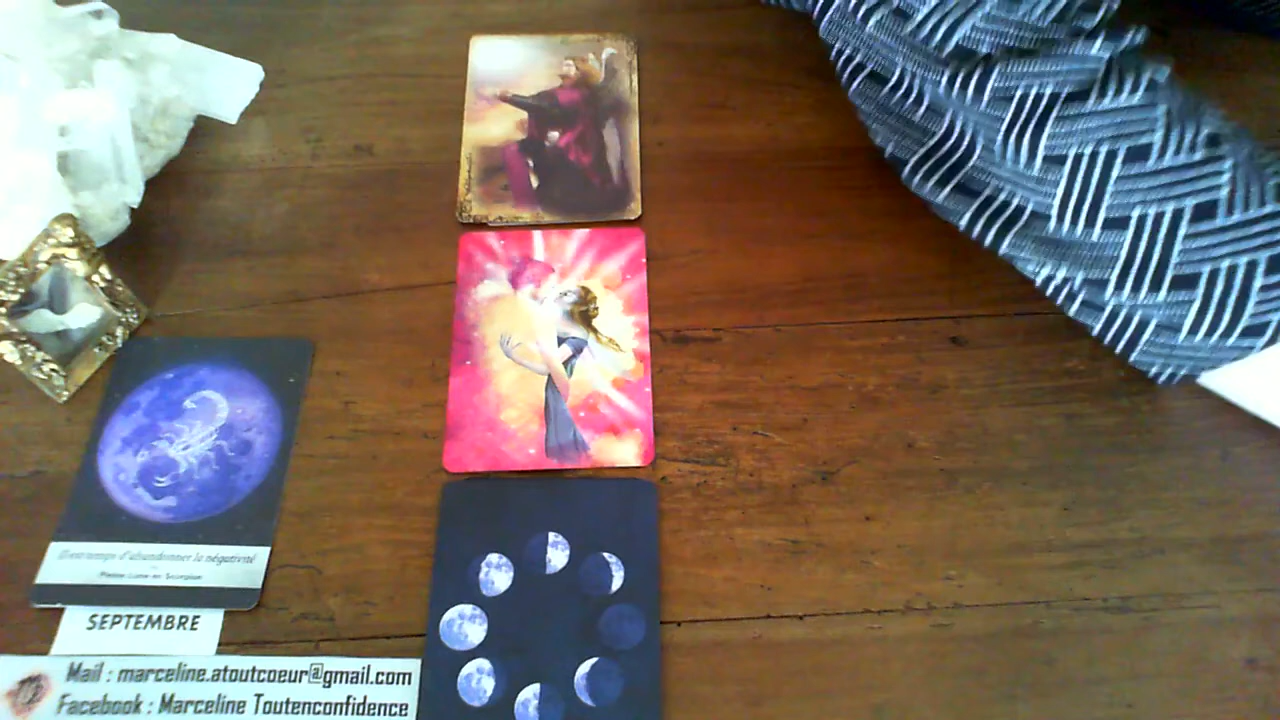 Il est temps d'abandonner la négativité
Pleine Lune en Scorpion
SEPTEMBRE
Mail : marceline.atoutcoeur@gmail.com
Facebook : Marceline Toutenconfidence